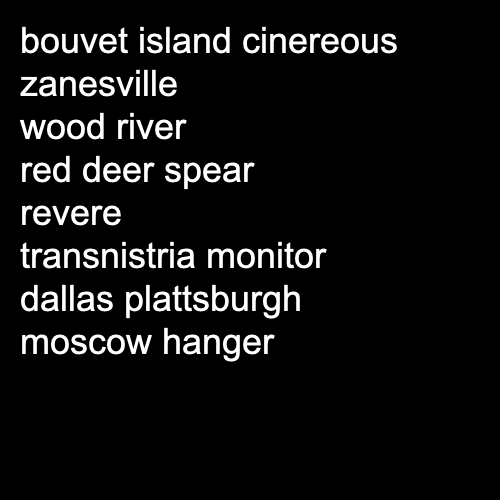 bouvet island cinereous
zanesville
wood river
red deer spear
revere
transnistria monitor
dallas plattsburgh
moscow hanger